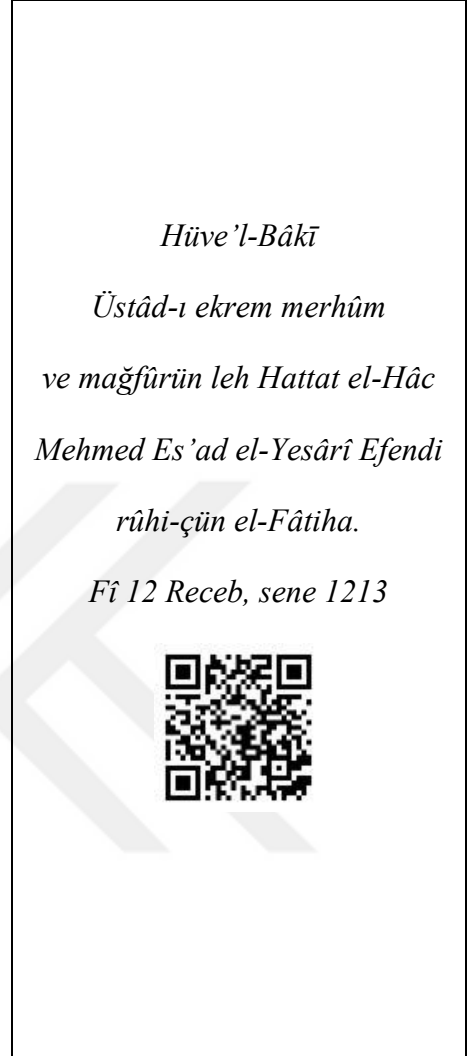 Hüve’l-Bâkī
Üstâd-ı ekrem merhûm
ve mağfûrün leh Hattat el-Hâc
Mehmed Es’ad el-Yesârî Efendi
rûhi-çün el-Fâtiha.
Fî 12 Receb, sene 1213